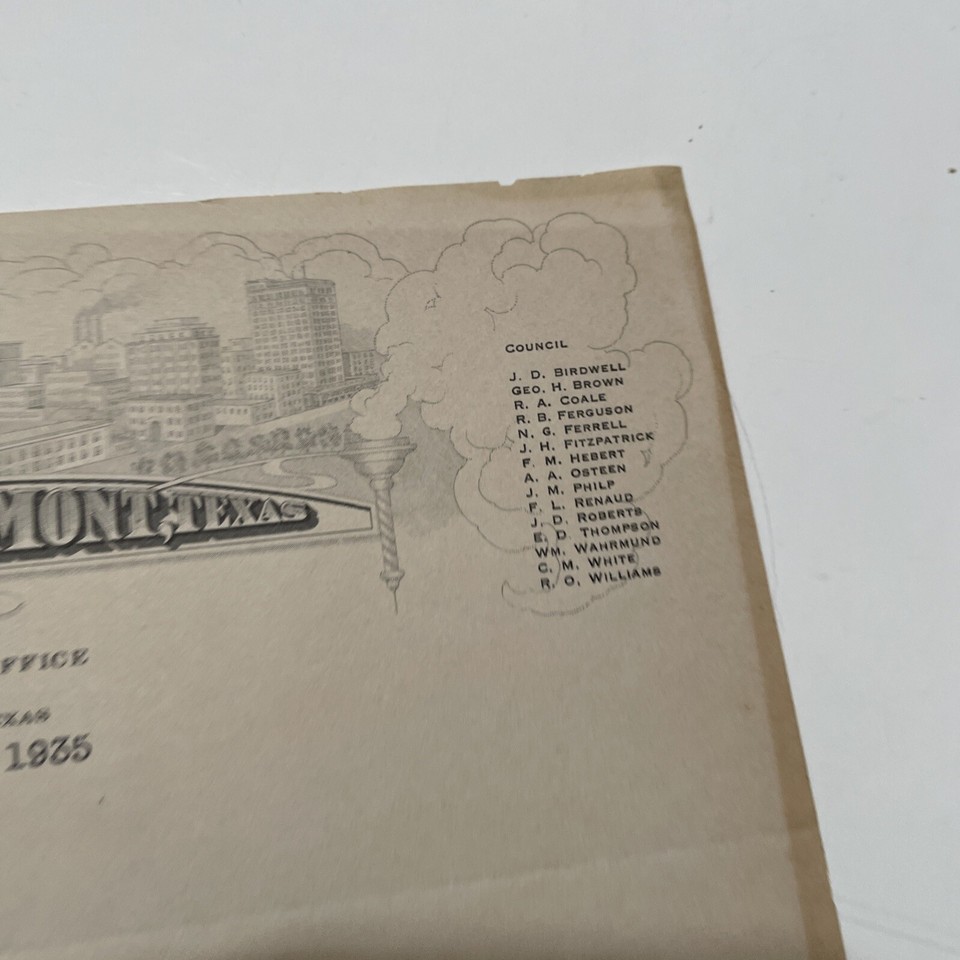 COUNCIL
J. D. BIRDWELL
GEO. H. BROWN
R. A. COALE
R. B. FERGUSON
N. G. FERRELL
J. H. FITZPATRICK
F. M. HEBERT
A. A. OSTEEN
J. M. PHILP
F. L. RENAUD
J. D. ROBERTS
E. D. THOMPSON
WM. WAHRMUND
C. M. WHITE
R. O. WILLIAMS
MONT, TEXAS
FFICE
EXAS
1935